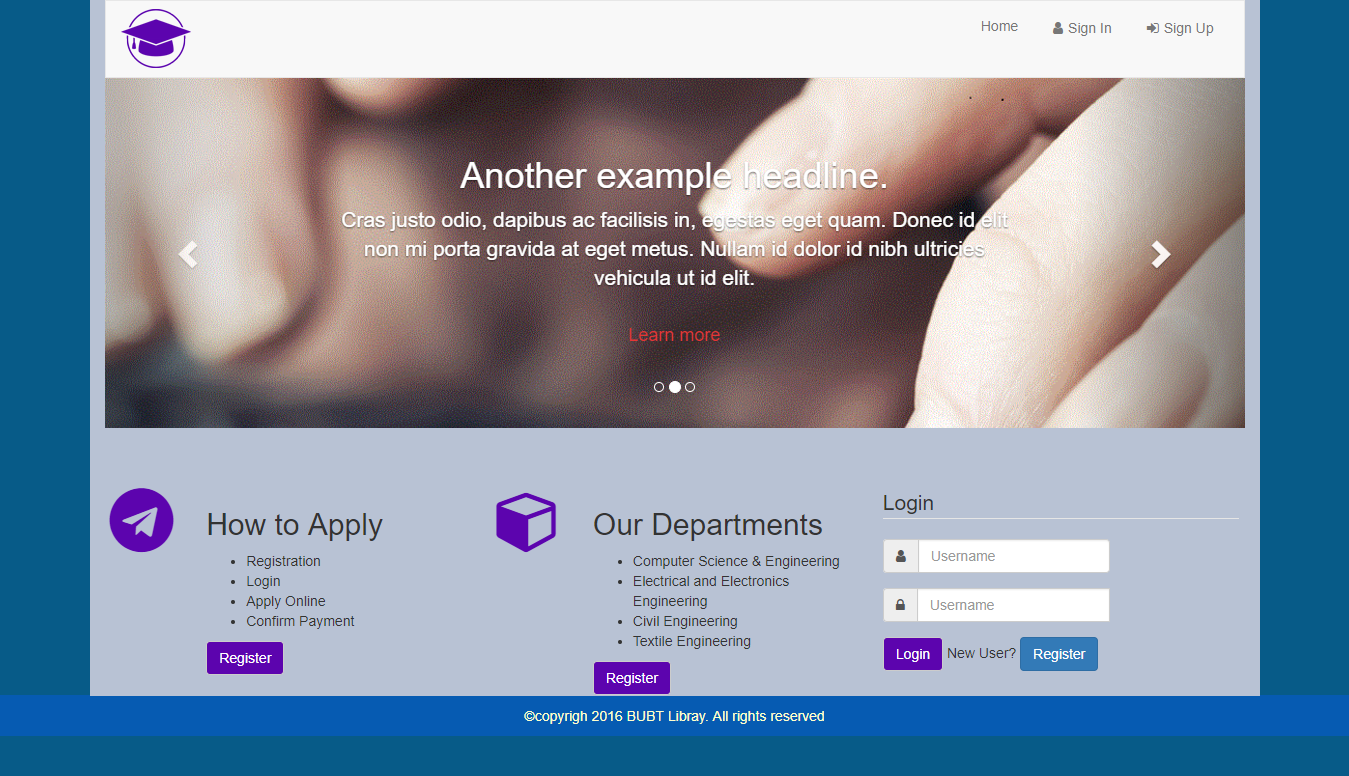 Home
Sign In
Sign Up
Another example headline.
Cras justo odio, dapibus ac facilisis in, egestas eget quam. Donec id elit
non mi porta gravida at eget metus. Nullam id dolor id nibh ultricies
vehicula ut id elit.
Learn more
How to Apply
Registration
Login
Apply Online
Confirm Payment
Register
Our Departments
Computer Science & Engineering
Electrical and Electronics
Engineering
Civil Engineering
Textile Engineering
Register
Login
Username
Username
Login New User? Register
©copyrigh 2016 BUBT Libray. All rights reserved